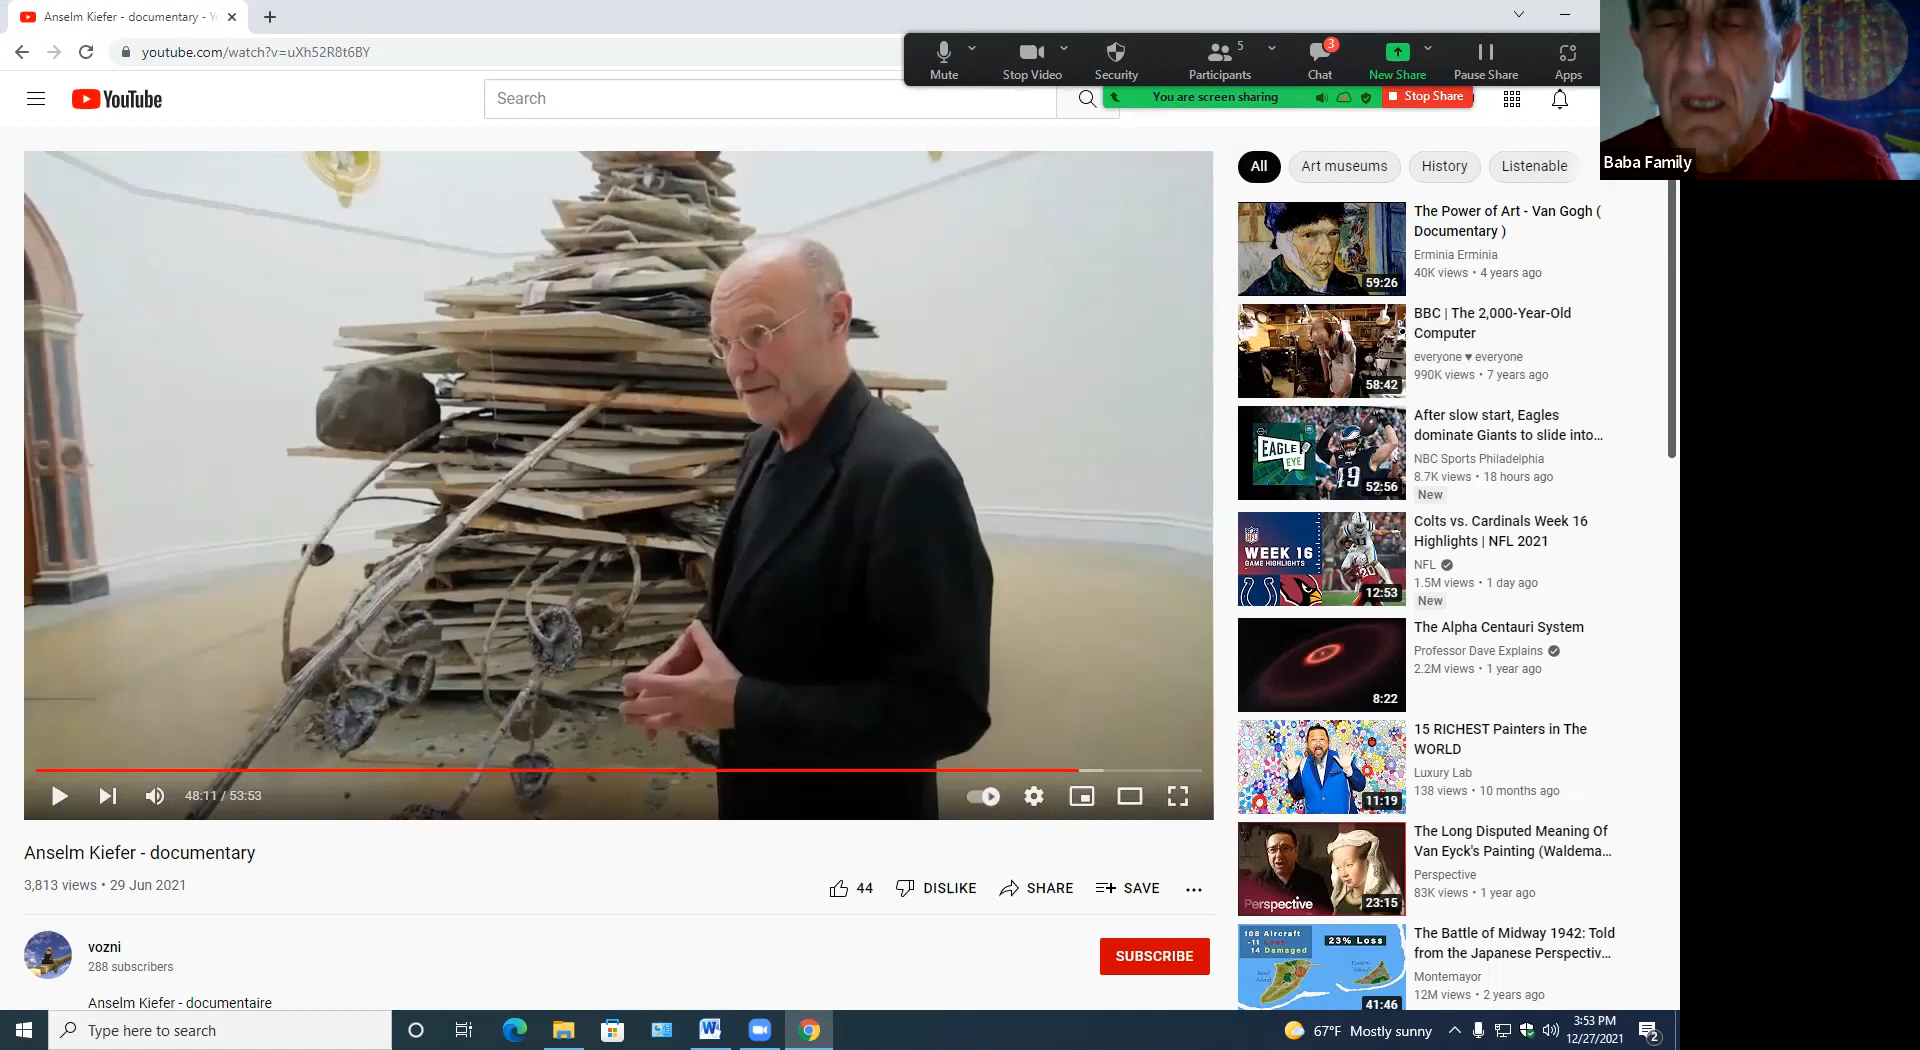 Anselm Kiefer - documentary - Yo
youtube.com/watch?v=uXh52R8t6BY
Mute
Stop Video
Security
5
Participants
3
Chat
New Share
Pause Share
Apps
You are screen sharing
Stop Share
YouTube
Search
Baba Family
All
Art museums
History
Listenable
The Power of Art - Van Gogh (
Documentary )
Erminia Erminia
40K views • 4 years ago
59:26
BBC | The 2,000-Year-Old
Computer
everyone ♥ everyone
990K views • 7 years ago
58:42
After slow start, Eagles
dominate Giants to slide into...
NBC Sports Philadelphia
8.7K views • 18 hours ago
New
EAGLE
EYE
49
52:56
Colts vs. Cardinals Week 16
Highlights | NFL 2021
NFL
1.5M views • 1 day ago
New
WEEK 16
GAME HIGHLIGHTS
12:53
The Alpha Centauri System
Professor Dave Explains
2.2M views • 1 year ago
8:22
15 RICHEST Painters in The
WORLD
Luxury Lab
138 views • 10 months ago
11:19
The Long Disputed Meaning Of
Van Eyck's Painting (Waldema...
Perspective
83K views • 1 year ago
Perspective
23:15
The Battle of Midway 1942: Told
from the Japanese Perspectiv...
Montemayor
12M views • 2 years ago
108 Aircraft
-11 Loss
14 Damaged
23% Loss
41:46
48:11 / 53:53
Anselm Kiefer - documentary
3,813 views • 29 Jun 2021
44
DISLIKE
SHARE
SAVE
vozni
288 subscribers
SUBSCRIBE
Anselm Kiefer - documentaire
Type here to search
67°F Mostly sunny
3:53 PM
12/27/2021
2